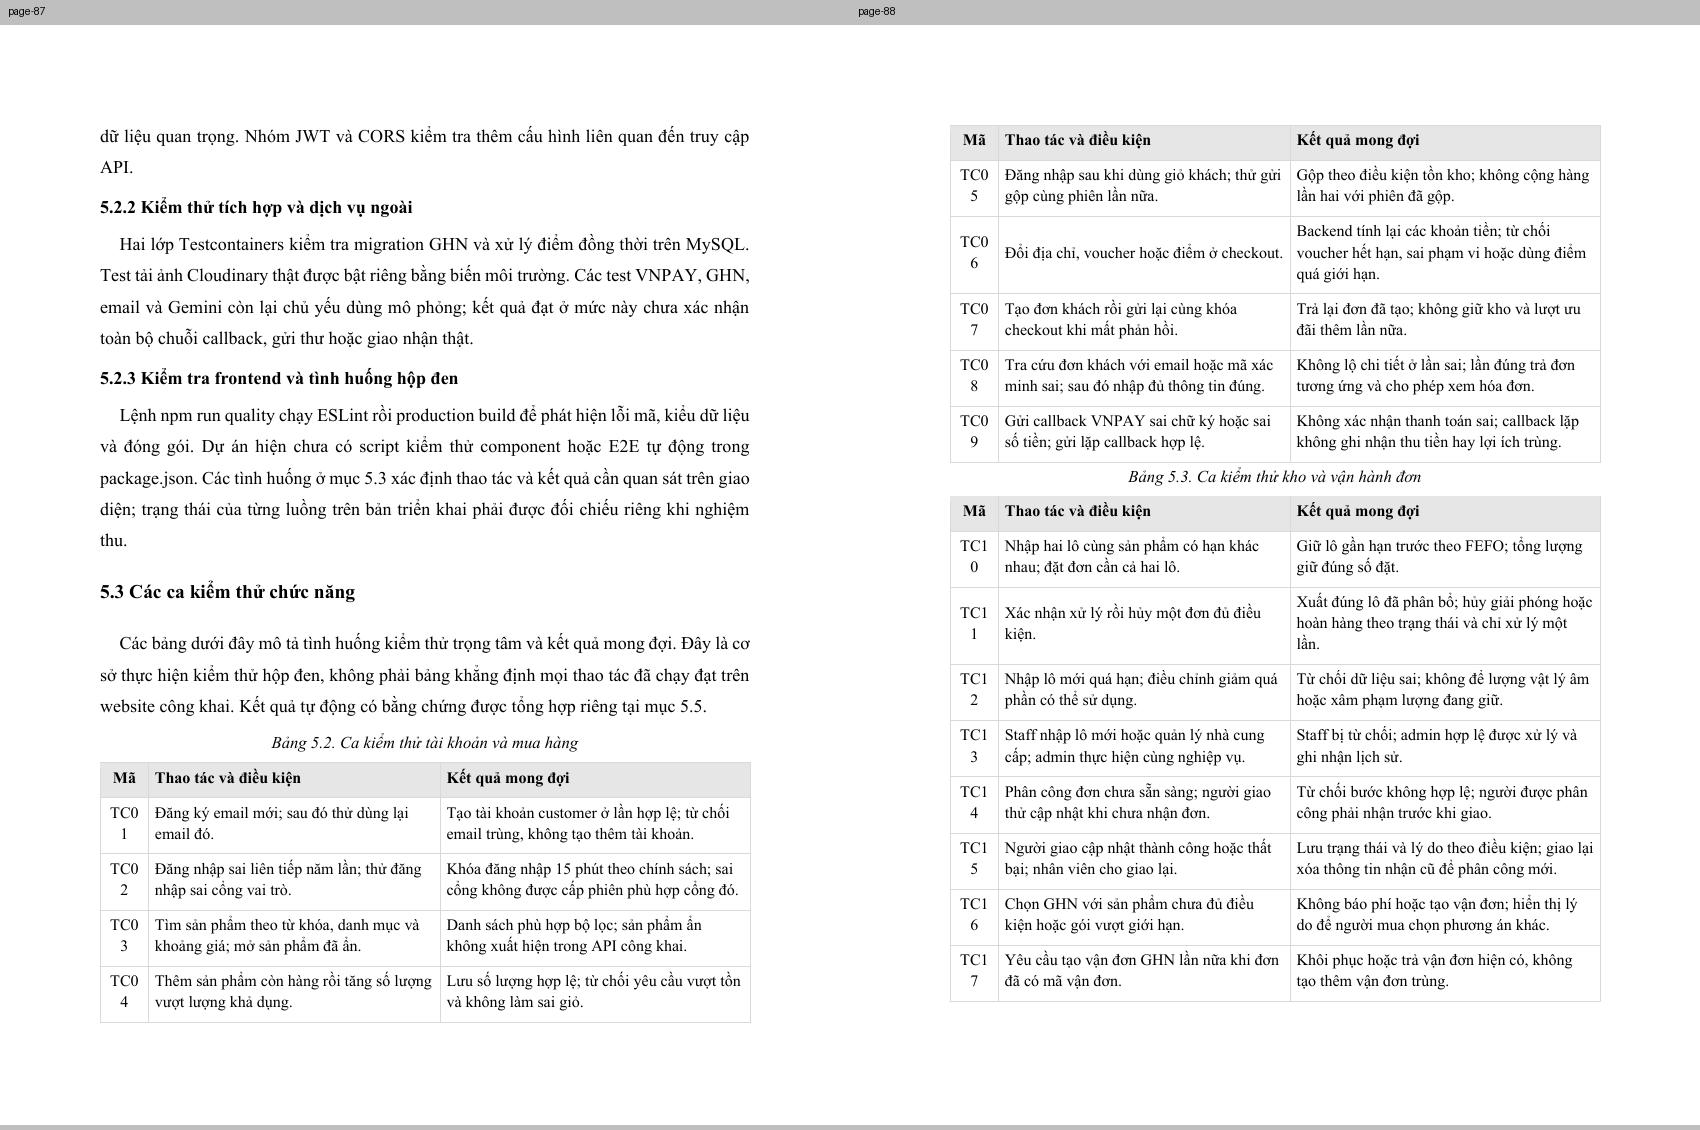 page-87
dữ liệu quan trọng. Nhóm JWT và CORS kiểm tra thêm cấu hình liên quan đến truy cập
API.
5.2.2 Kiểm thử tích hợp và dịch vụ ngoài
Hai lớp Testcontainers kiểm tra migration GHN và xử lý điểm đồng thời trên MySQL.
Test tải ảnh Cloudinary thật được bật riêng bằng biến môi trường. Các test VNPAY, GHN,
email và Gemini còn lại chủ yếu dùng mô phỏng; kết quả đạt ở mức này chưa xác nhận
toàn bộ chuỗi callback, gửi thư hoặc giao nhận thật.
5.2.3 Kiểm tra frontend và tình huống hộp đen
Lệnh npm run quality chạy ESLint rồi production build để phát hiện lỗi mã, kiểu dữ liệu
và đóng gói. Dự án hiện chưa có script kiểm thử component hoặc E2E tự động trong
package.json. Các tình huống ở mục 5.3 xác định thao tác và kết quả cần quan sát trên giao
diện; trạng thái của từng luồng trên bản triển khai phải được đối chiếu riêng khi nghiệm
thu.
5.3 Các ca kiểm thử chức năng
Các bảng dưới đây mô tả tình huống kiểm thử trọng tâm và kết quả mong đợi. Đây là cơ
sở thực hiện kiểm thử hộp đen, không phải bảng khẳng định mọi thao tác đã chạy đạt trên
website công khai. Kết quả tự động có bằng chứng được tổng hợp riêng tại mục 5.5.
Bảng 5.2. Ca kiểm thử tài khoản và mua hàng
Mã Thao tác và điều kiện Kết quả mong đợi
TC0 Đăng ký email mới; sau đó thử dùng lại Tạo tài khoản customer ở lần hợp lệ; từ chối
1 email đó. email trùng, không tạo thêm tài khoản.
TC0 Đăng nhập sai liên tiếp năm lần; thử đăng Khóa đăng nhập 15 phút theo chính sách; sai
2 nhập sai cổng vai trò. cổng không được cấp phiên phù hợp cổng đó.
TC0 Tìm sản phẩm theo từ khóa, danh mục và Danh sách phù hợp bộ lọc; sản phẩm ẩn
3 khoảng giá; mở sản phẩm đã ẩn. không xuất hiện trong API công khai.
TC0 Thêm sản phẩm còn hàng rồi tăng số lượng Lưu số lượng hợp lệ; từ chối yêu cầu vượt tồn
4 vượt lượng khả dụng. và không làm sai giỏ.
page-88
Mã Thao tác và điều kiện Kết quả mong đợi
TC0 Đăng nhập sau khi dùng giỏ khách; thử gửi Gộp theo điều kiện tồn kho; không cộng hàng
5 gộp cùng phiên lần nữa. lần hai với phiên đã gộp.
Backend tính lại các khoản tiền; từ chối
TC0 Đổi địa chỉ, voucher hoặc điểm ở checkout. voucher hết hạn, sai phạm vi hoặc dùng điểm
6 quá giới hạn.
TC0 Tạo đơn khách rồi gửi lại cùng khóa Trả lại đơn đã tạo; không giữ kho và lượt ưu
7 checkout khi mất phản hồi. đãi thêm lần nữa.
TC0 Tra cứu đơn khách với email hoặc mã xác Không lộ chi tiết ở lần sai; lần đúng trả đơn
8 minh sai; sau đó nhập đủ thông tin đúng. tương ứng và cho phép xem hóa đơn.
TC0 Gửi callback VNPAY sai chữ ký hoặc sai Không xác nhận thanh toán sai; callback lặp
9 số tiền; gửi lặp callback hợp lệ. không ghi nhận thu tiền hay lợi ích trùng.
Bảng 5.3. Ca kiểm thử kho và vận hành đơn
Mã Thao tác và điều kiện Kết quả mong đợi
TC1 Nhập hai lô cùng sản phẩm có hạn khác Giữ lô gần hạn trước theo FEFO; tổng lượng
0 nhau; đặt đơn cần cả hai lô. giữ đúng số đặt.
Xuất đúng lô đã phân bổ; hủy giải phóng hoặc
TC1 Xác nhận xử lý rồi hủy một đơn đủ điều hoàn hàng theo trạng thái và chỉ xử lý một
1 kiện. lần.
TC1 Nhập lô mới quá hạn; điều chỉnh giảm quá Từ chối dữ liệu sai; không để lượng vật lý âm
2 phần có thể sử dụng. hoặc xâm phạm lượng đang giữ.
TC1 Staff nhập lô mới hoặc quản lý nhà cung Staff bị từ chối; admin hợp lệ được xử lý và
3 cấp; admin thực hiện cùng nghiệp vụ. ghi nhận lịch sử.
TC1 Phân công đơn chưa sẵn sàng; người giao Từ chối bước không hợp lệ; người được phân
4 thử cập nhật khi chưa nhận đơn. công phải nhận trước khi giao.
TC1 Người giao cập nhật thành công hoặc thất Lưu trạng thái và lý do theo điều kiện; giao lại
5 bại; nhân viên cho giao lại. xóa thông tin nhận cũ để phân công mới.
TC1 Chọn GHN với sản phẩm chưa đủ điều Không báo phí hoặc tạo vận đơn; hiển thị lý
6 kiện hoặc gói vượt giới hạn. do để người mua chọn phương án khác.
TC1 Yêu cầu tạo vận đơn GHN lần nữa khi đơn Khôi phục hoặc trả vận đơn hiện có, không
7 đã có mã vận đơn. tạo thêm vận đơn trùng.